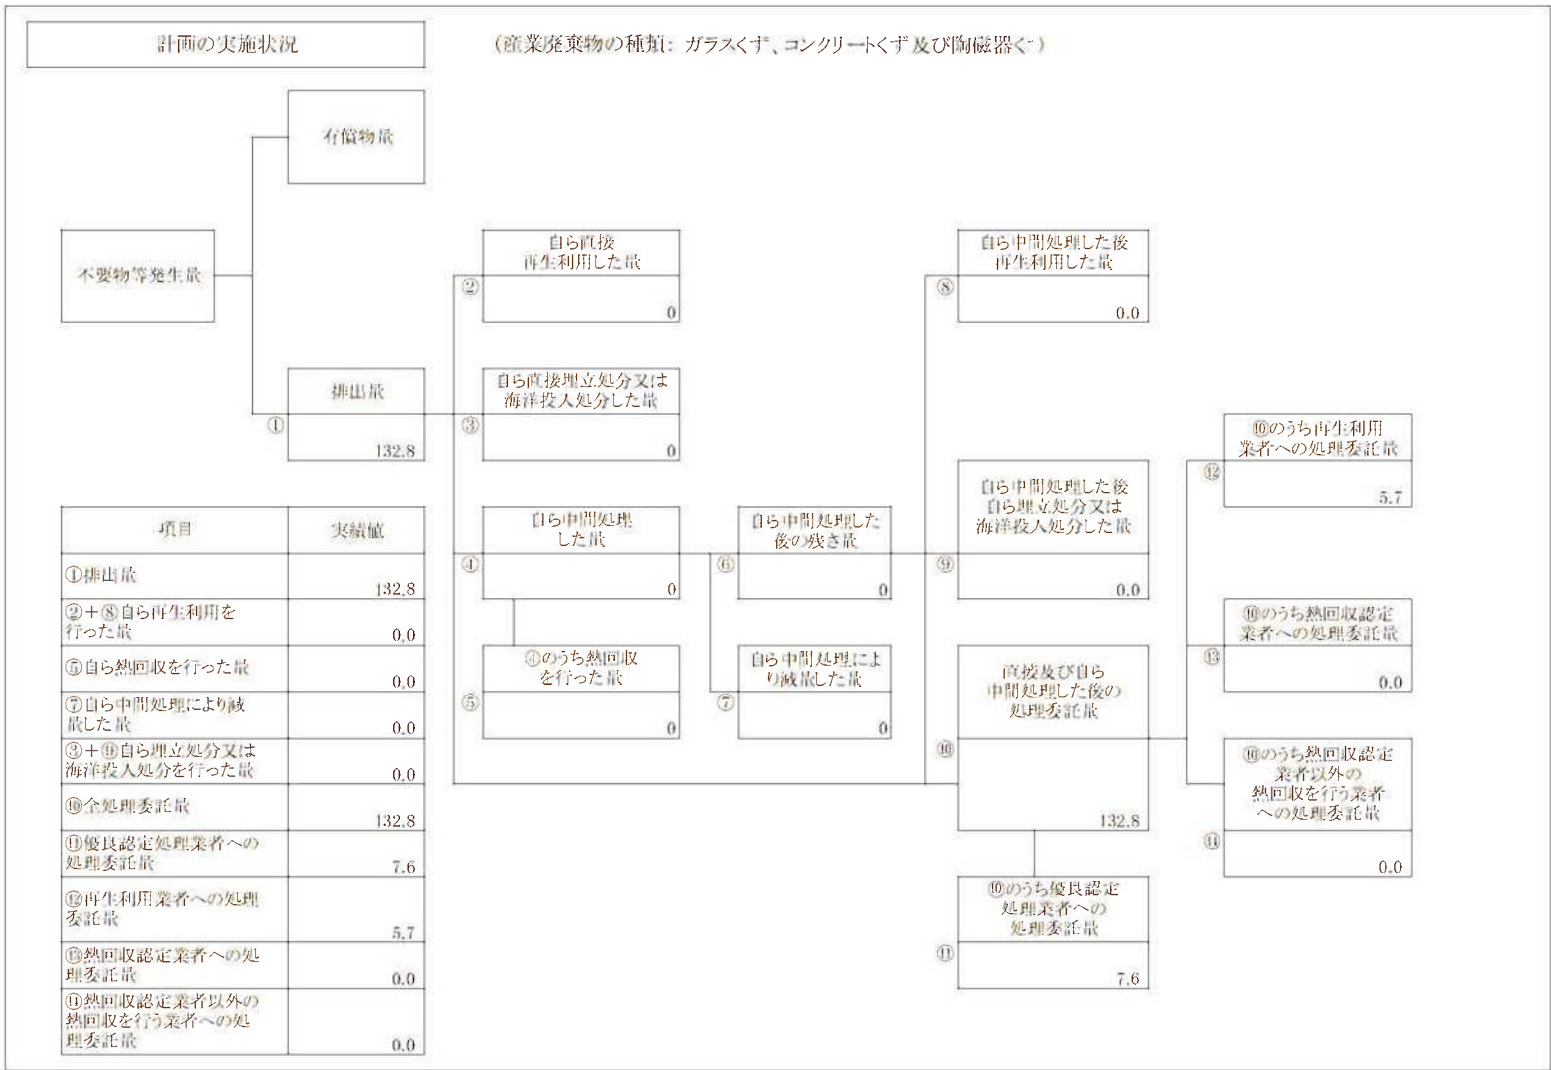 計画の実施状況
(産業廃棄物の種類: ガラスくず、コンクリートくず及び陶磁器く)
有償物量
不要物等発生量
排出量
①
132.8
自ら直接
再生利用した量
②
0
自ら直接埋立処分又は
海洋投入処分した量
③
0
自ら中間処理
した量
④
0
④のうち熱回収
を行った量
⑤
0
自ら中間処理した
後の残さ量
⑥
0
自ら中間処理によ
り減量した量
⑦
0
自ら中間処理した後
再生利用した量
⑧
0.0
自ら中間処理した後
自ら埋立処分又は
海洋投入処分した量
⑨
0.0
直接及び自ら
中間処理した後の
処理委託量
⑩
132.8
⑩のうち優良認定
処理業者への
処理委託量
⑪
7.6
⑩のうち再生利用
業者への処理委託量
⑫
5.7
⑩のうち熱回収認定
業者への処理委託量
⑬
0.0
⑩のうち熱回収認定
業者以外の
熱回収を行う業者
への処理委託量
⑭
0.0
項目 実績値
①排出量 132.8
②+⑧自ら再生利用を
行った量 0.0
⑤自ら熱回収を行った量 0.0
⑦自ら中間処理により減
量した量 0.0
③+⑨自ら埋立処分又は
海洋投入処分を行った量 0.0
⑩全処理委託量 132.8
⑪優良認定処理業者への
処理委託量 7.6
⑫再生利用業者への処理
委託量 5.7
⑬熱回収認定業者への処
理委託量 0.0
⑭熱回収認定業者以外の
熱回収を行う業者への処
理委託量 0.0